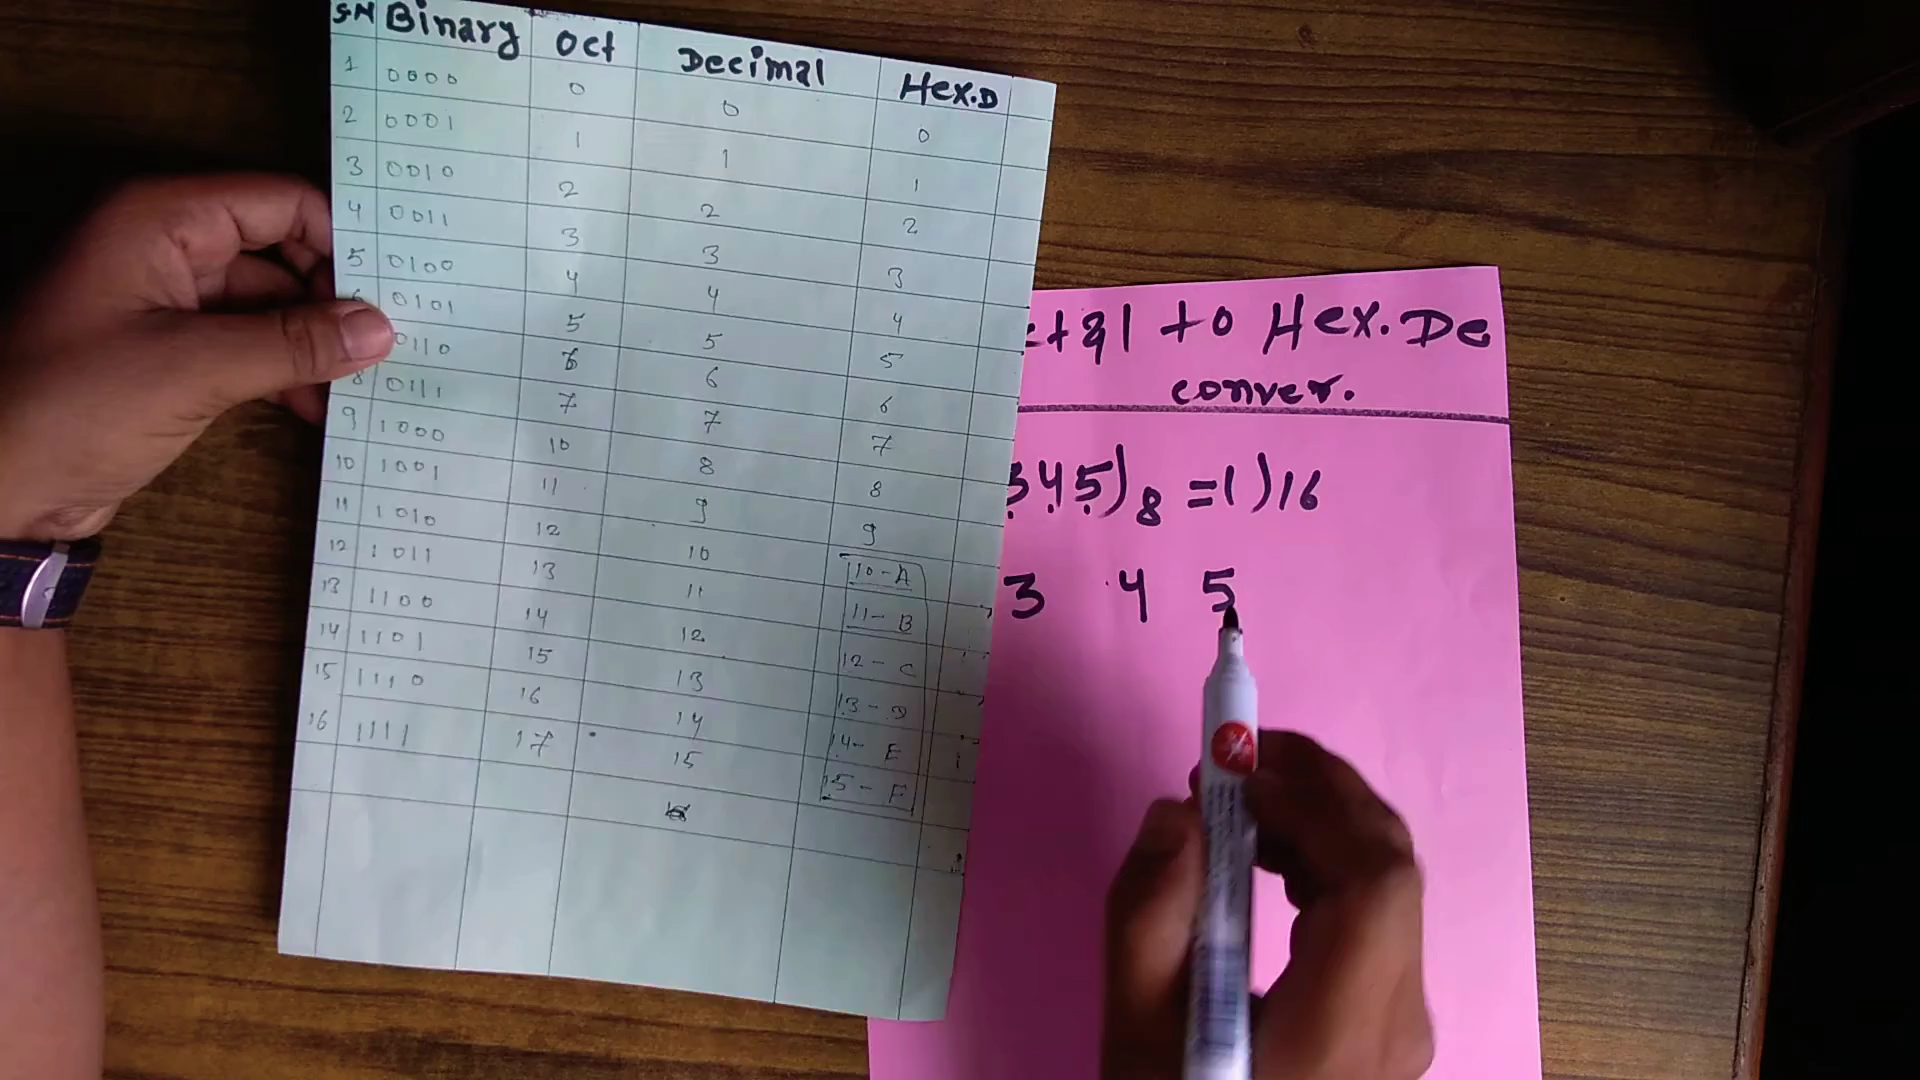 S.N Binary Oct Decimal Hex.D
1 0000 0 0 0
2 0001 1 1 1
3 0010 2 2 2
4 0011 3 3 3
5 0100 4 4 4
6 0101 5 5 5
0110 6 6 6
8 0111 7 7 7
9 1000 10 8 8
10 1001 11 9 9
11 1010 12 10 10-A
12 1011 13 11 11-B
13 1100 14 12 12-C
14 1101 15 13 13-D
15 1110 16 14 14-E
16 1111 17 15 15-F
ctal to Hex.De
conver.
345)8 =( )16
3 4 5